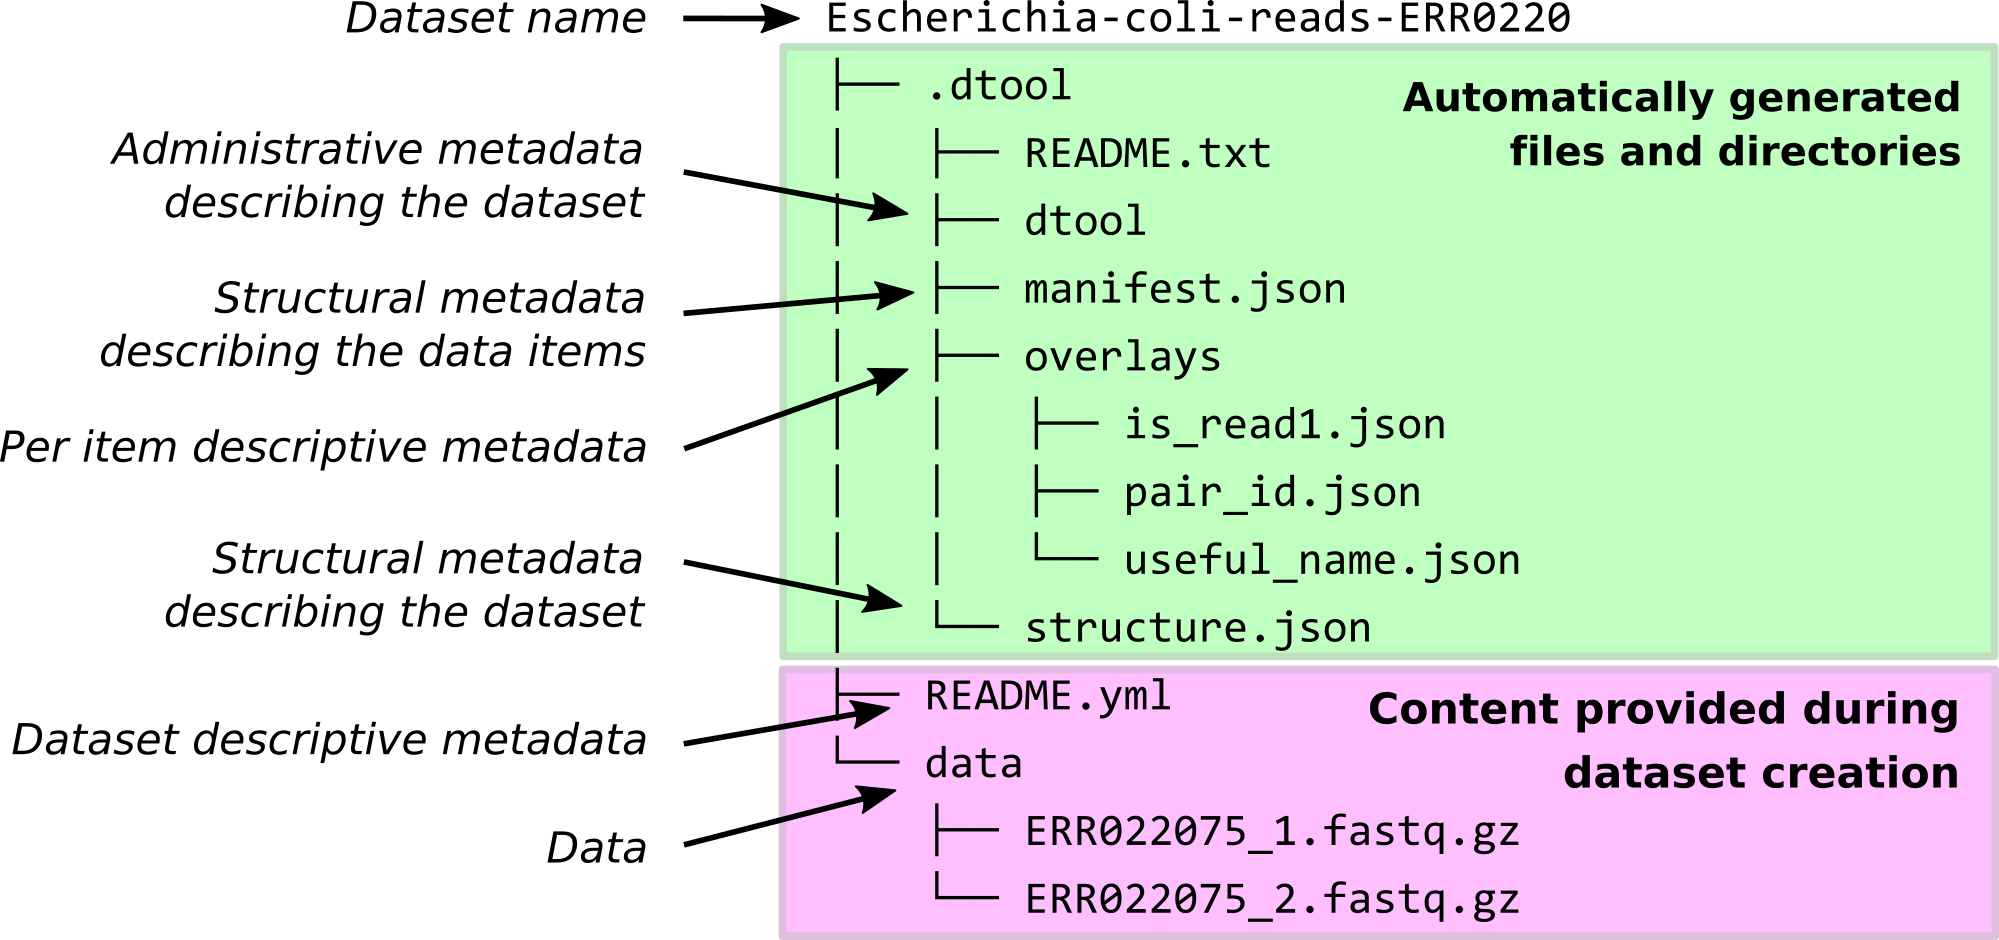 Dataset name
Escherichia-coli-reads-ERR0220
.dtool
Automatically generated
files and directories
README.txt
Administrative metadata
describing the dataset
dtool
Structural metadata
describing the data items
manifest.json
overlays
Per item descriptive metadata
is_read1.json
pair_id.json
useful_name.json
Structural metadata
describing the dataset
structure.json
README.yml
Content provided during
dataset creation
Dataset descriptive metadata
data
Data
ERR022075_1.fastq.gz
ERR022075_2.fastq.gz